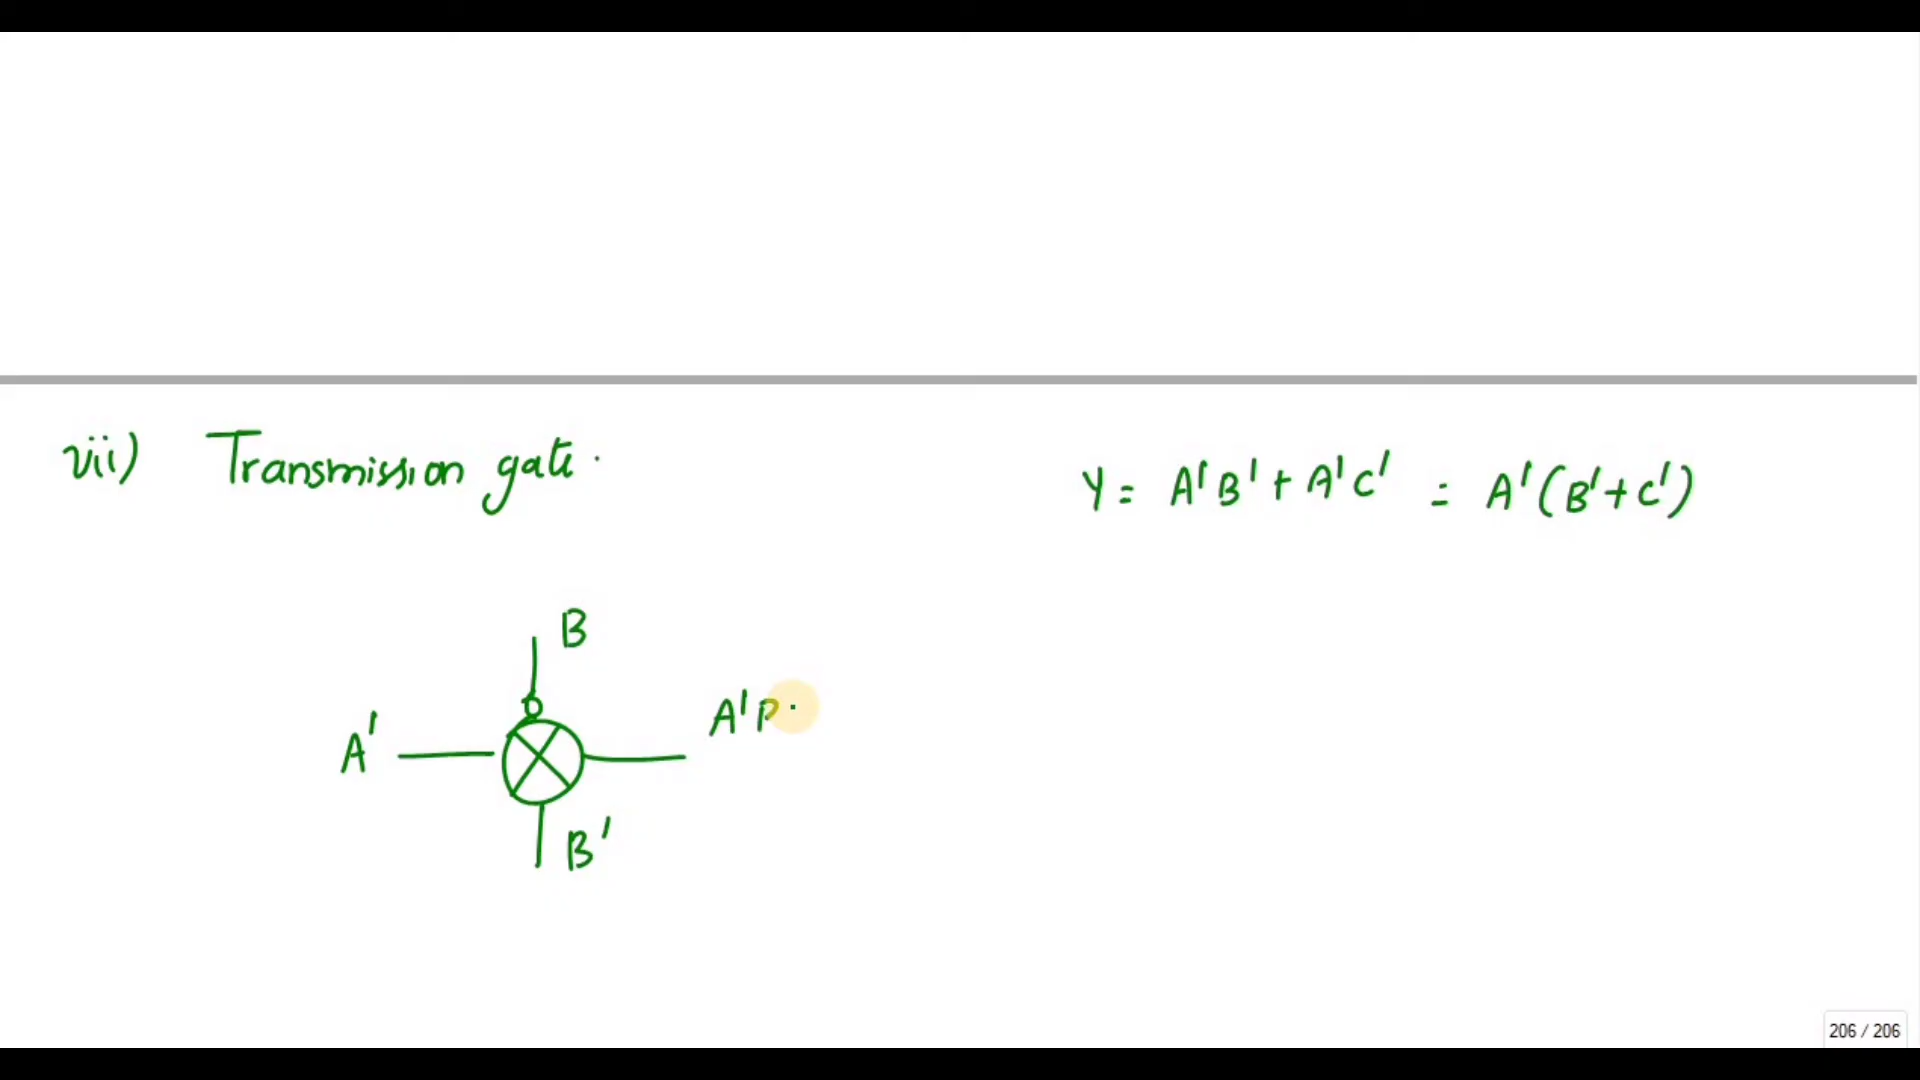 vii) Transmission gate.
Y = A'B' + A'C' = A'(B'+C')
B
A'
A'P
B'
206 / 206